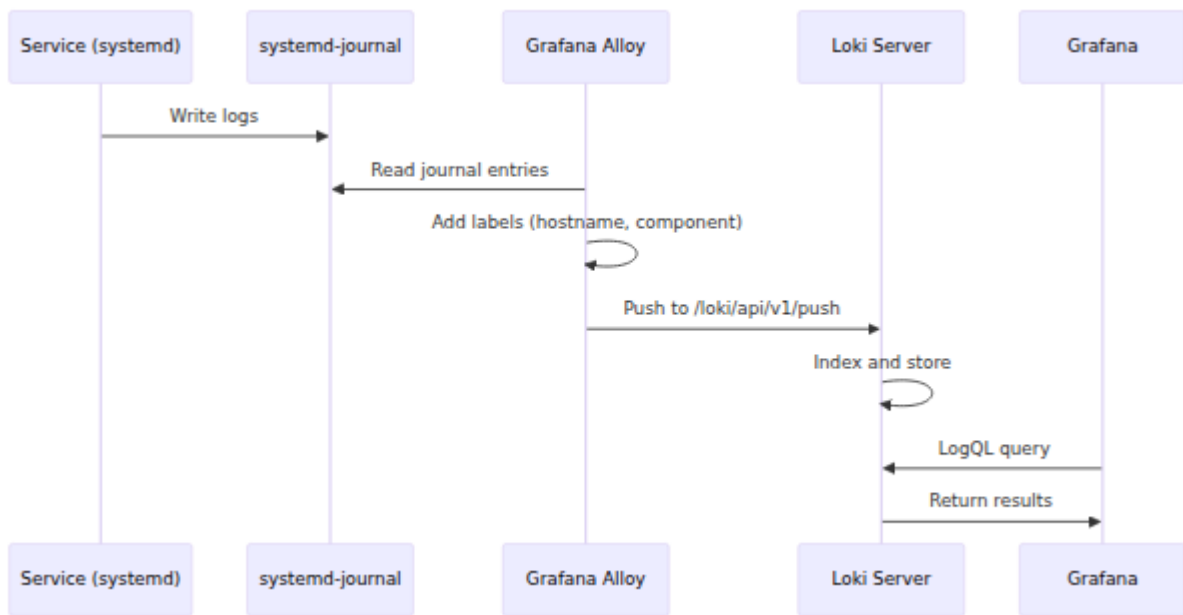 Service (systemd)
systemd-journal
Grafana Alloy
Loki Server
Grafana
Write logs
Read journal entries
Add labels (hostname, component)
Push to /loki/api/v1/push
Index and store
LogQL query
Return results
Service (systemd)
systemd-journal
Grafana Alloy
Loki Server
Grafana